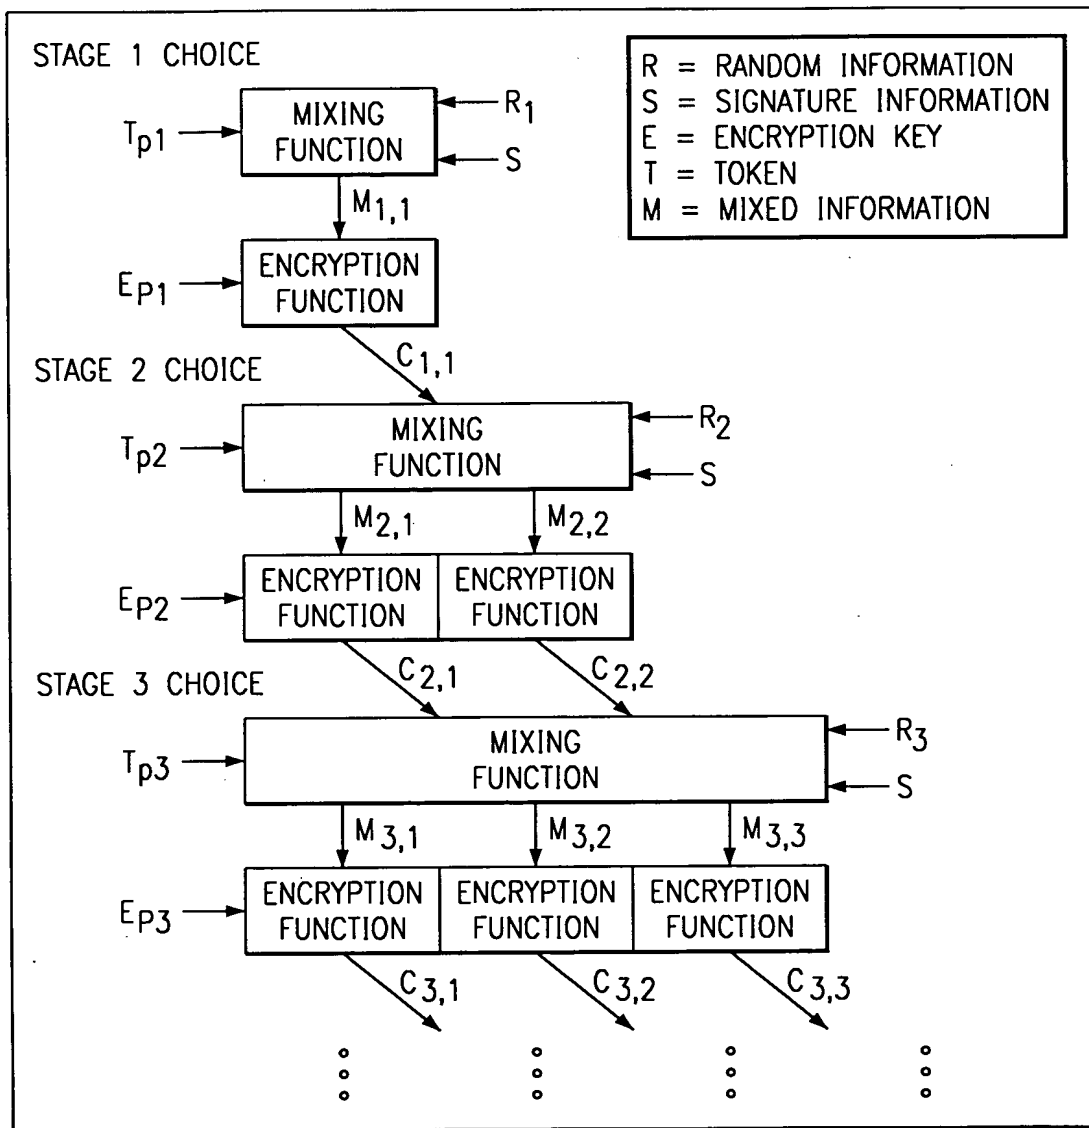 STAGE 1 CHOICE
R = RANDOM INFORMATION
S = SIGNATURE INFORMATION
E = ENCRYPTION KEY
T = TOKEN
M = MIXED INFORMATION
Tp1
MIXING
FUNCTION
R1
S
M1,1
EP1
ENCRYPTION
FUNCTION
C1,1
STAGE 2 CHOICE
Tp2
MIXING
FUNCTION
R2
S
M2,1
M2,2
EP2
ENCRYPTION
FUNCTION
ENCRYPTION
FUNCTION
C2,1
C2,2
STAGE 3 CHOICE
Tp3
MIXING
FUNCTION
R3
S
M3,1
M3,2
M3,3
EP3
ENCRYPTION
FUNCTION
ENCRYPTION
FUNCTION
ENCRYPTION
FUNCTION
C3,1
C3,2
C3,3